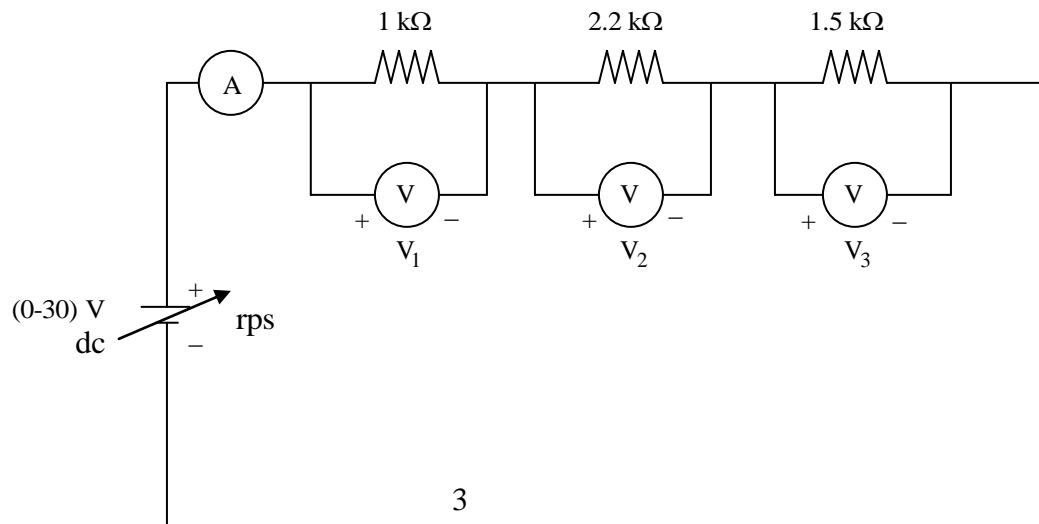 1 kΩ 2.2 kΩ 1.5 kΩ
A
V V V
+ – + – + –
V1 V2 V3
+
(0-30) V
rps
dc
–
3